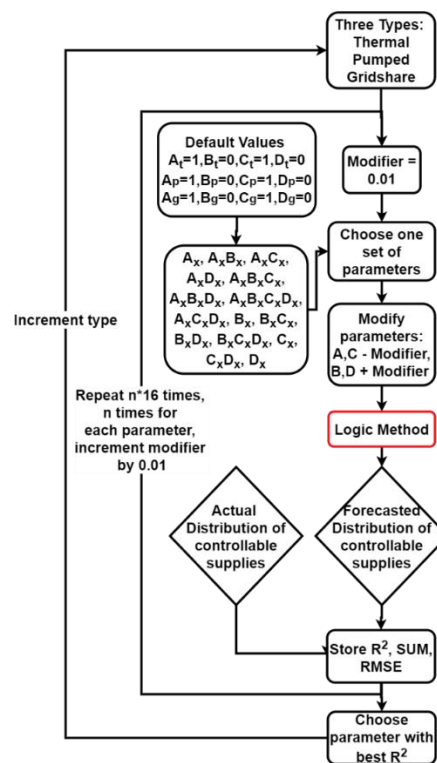 Three Types:
Thermal
Pumped
Gridshare
Default Values
Aₜ=1,Bₜ=0,Cₜ=1,Dₜ=0
Aₚ=1,Bₚ=0,Cₚ=1,Dₚ=0
Ag=1,Bg=0,Cg=1,Dg=0
Modifier =
0.01
Choose one
set of
parameters
Aₓ, AₓBₓ, AₓCₓ,
AₓDₓ, AₓBₓCₓ,
AₓBₓDₓ, AₓBₓCₓDₓ,
AₓCₓDₓ, Bₓ, BₓCₓ,
BₓDₓ, BₓCₓDₓ, Cₓ,
CₓDₓ, Dₓ
Modify
parameters:
A,C - Modifier,
B,D + Modifier
Increment type
Repeat n*16 times,
n times for
each parameter,
increment modifier
by 0.01
Logic Method
Actual
Distribution of
controllable
supplies
Forecasted
Distribution of
controllable
supplies
Store R², SUM,
RMSE
Choose
parameter with
best R²